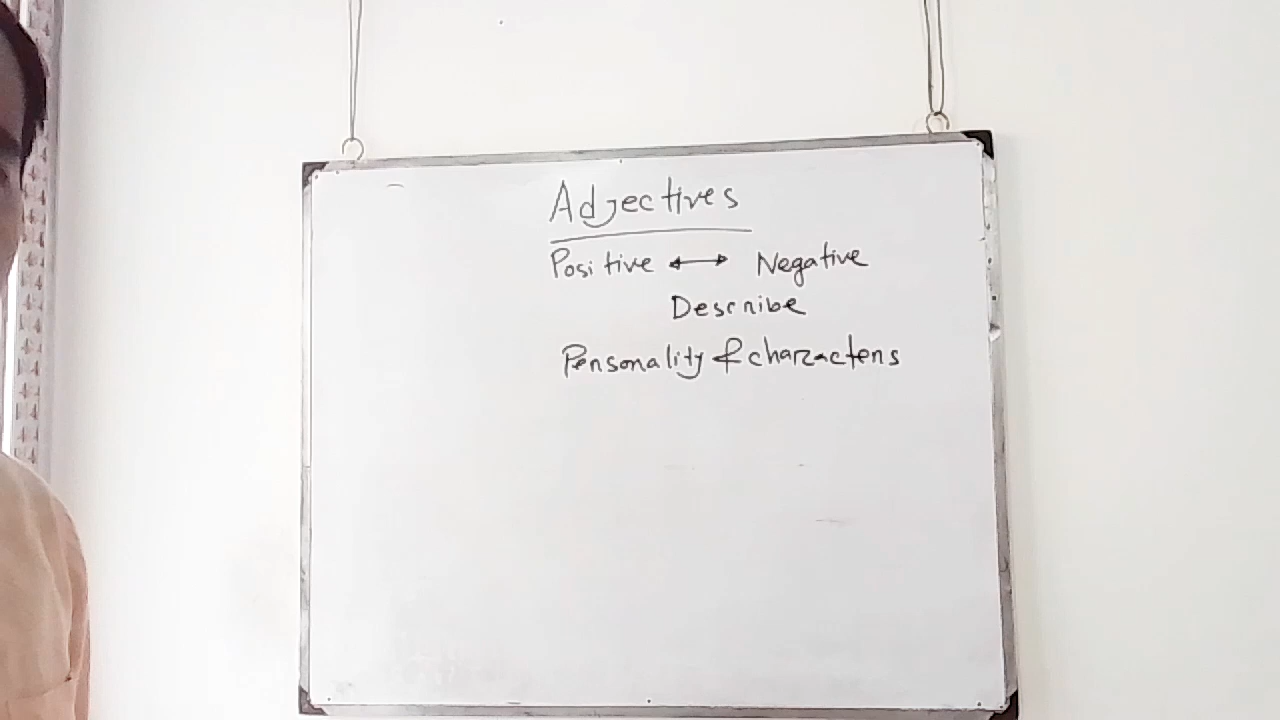 Adjectives
Positive ↔ Negative
Describe
Personality & characters